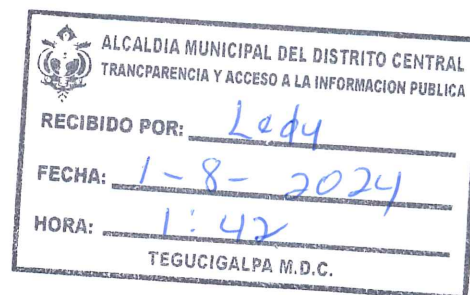 ALCALDIA MUNICIPAL DEL DISTRITO CENTRAL
TRANCPARENCIA Y ACCESO A LA INFORMACION PUBLICA
RECIBIDO POR: Ledy
FECHA: 1-8-2024
HORA: 1:42
TEGUCIGALPA M.D.C.